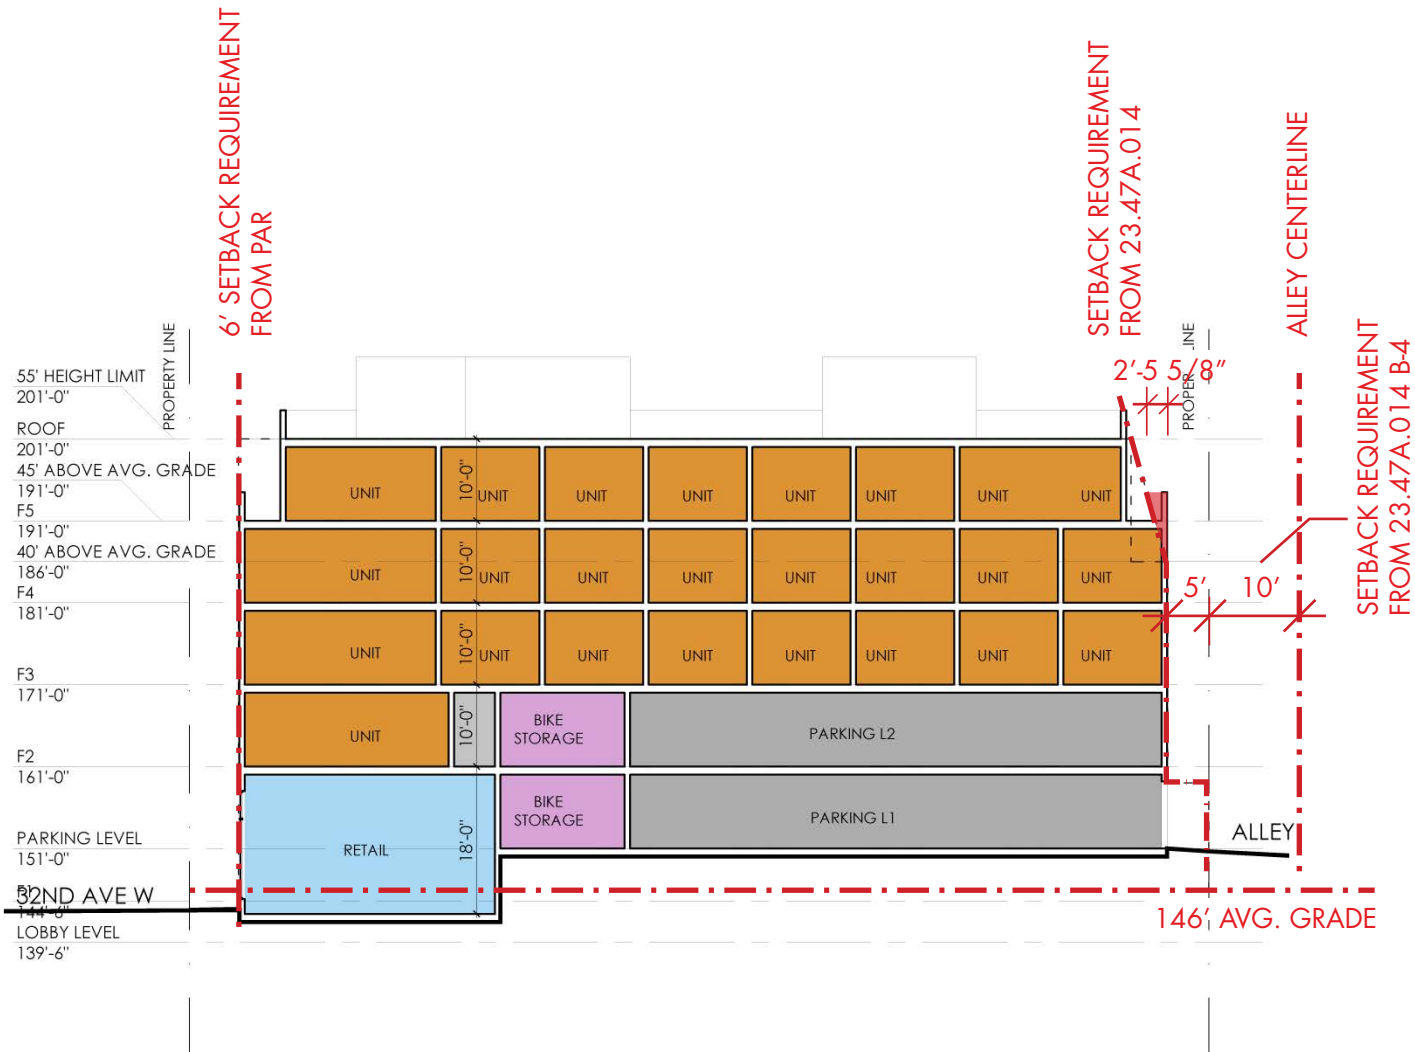 6' SETBACK REQUIREMENT
FROM PAR
SETBACK REQUIREMENT
FROM 23.47A.014
ALLEY CENTERLINE
SETBACK REQUIREMENT
FROM 23.47A.014 B-4
PROPERTY LINE
LINE
2'-5 5/8"
55' HEIGHT LIMIT
201'-0"
ROOF
201'-0"
45' ABOVE AVG. GRADE
191'-0"
F5
191'-0"
40' ABOVE AVG. GRADE
186'-0"
F4
181'-0"
F3
171'-0"
F2
161'-0"
PARKING LEVEL
151'-0"
32ND AVE W
144'-6"
LOBBY LEVEL
139'-6"
UNIT
10'-0"
UNIT
UNIT
UNIT
UNIT
UNIT
UNIT
UNIT
UNIT
10'-0"
UNIT
UNIT
UNIT
UNIT
UNIT
UNIT
UNIT
5'
10'
UNIT
10'-0"
UNIT
UNIT
UNIT
UNIT
UNIT
UNIT
UNIT
UNIT
10'-0"
BIKE
STORAGE
PARKING L2
RETAIL
18'-0"
BIKE
STORAGE
PARKING L1
ALLEY
146' AVG. GRADE